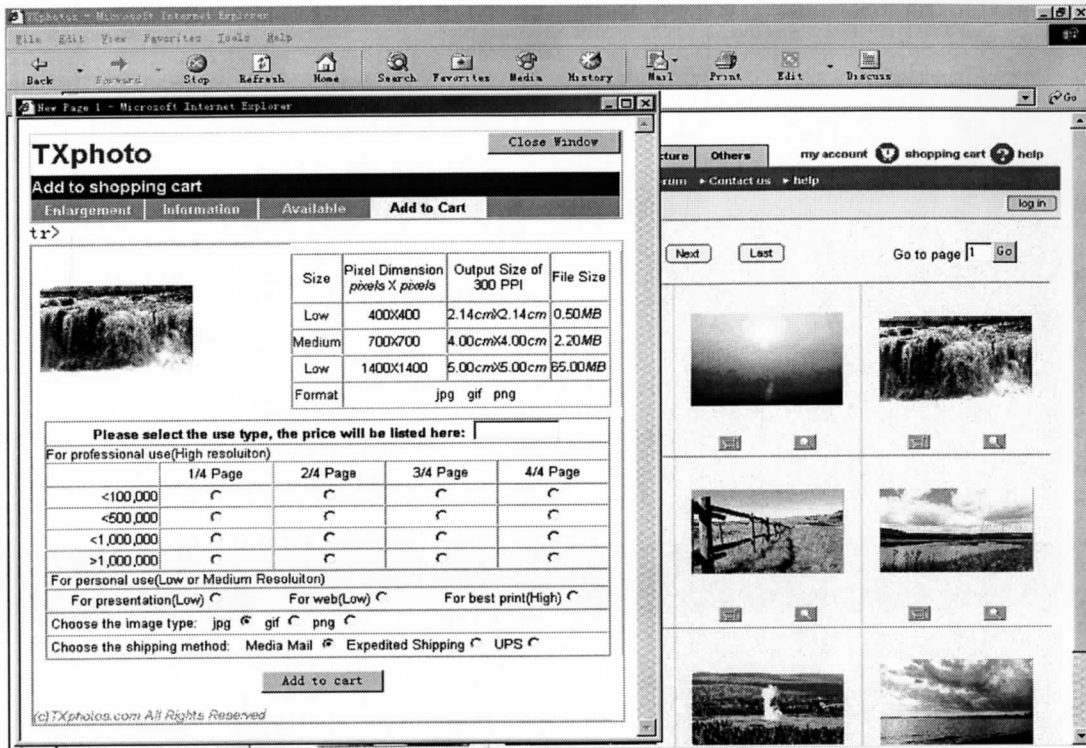 TXphotos - Microsoft Internet Explorer
File Edit View Favorites Tools Help
Back Forward Stop Refresh Home Search Favorites Media History Mail Print Edit Discuss
Go
New Page 1 - Microsoft Internet Explorer
Close Window
TXphoto
Add to shopping cart
Enlargement Information Available Add to Cart
tr>
Size Pixel Dimension pixels X pixels Output Size of 300 PPI File Size
Low 400X400 2.14cmX2.14cm 0.50MB
Medium 700X700 4.00cmX4.00cm 2.20MB
Low 1400X1400 5.00cmX5.00cm 65.00MB
Format jpg gif png
Please select the use type, the price will be listed here:
For professional use(High resoluiton)
1/4 Page 2/4 Page 3/4 Page 4/4 Page
<100,000
<500,000
<1,000,000
>1,000,000
For personal use(Low or Medium Resoluiton)
For presentation(Low) For web(Low) For best print(High)
Choose the image type: jpg gif png
Choose the shipping method: Media Mail Expedited Shipping UPS
Add to cart
(c)TXphotos.com All Rights Reserved
cture Others my account shopping cart ? help
rum ▸ Contact us ▸ help
log in
Next Last Go to page 1 Go